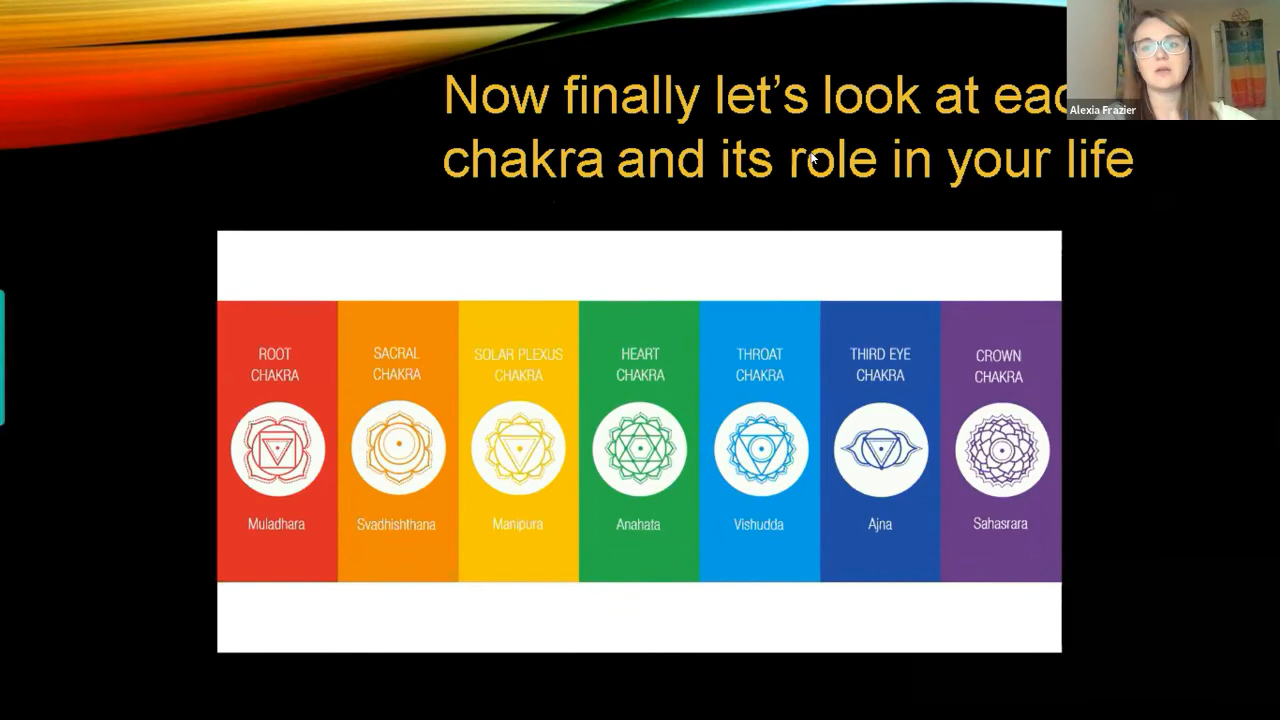 Now finally let's look at eac
chakra and its role in your life
Alexia Frazier
ROOT
CHAKRA
SACRAL
CHAKRA
SOLAR PLEXUS
CHAKRA
HEART
CHAKRA
THROAT
CHAKRA
THIRD EYE
CHAKRA
CROWN
CHAKRA
Muladhara
Svadhishthana
Manipura
Anahata
Vishudda
Ajna
Sahasrara